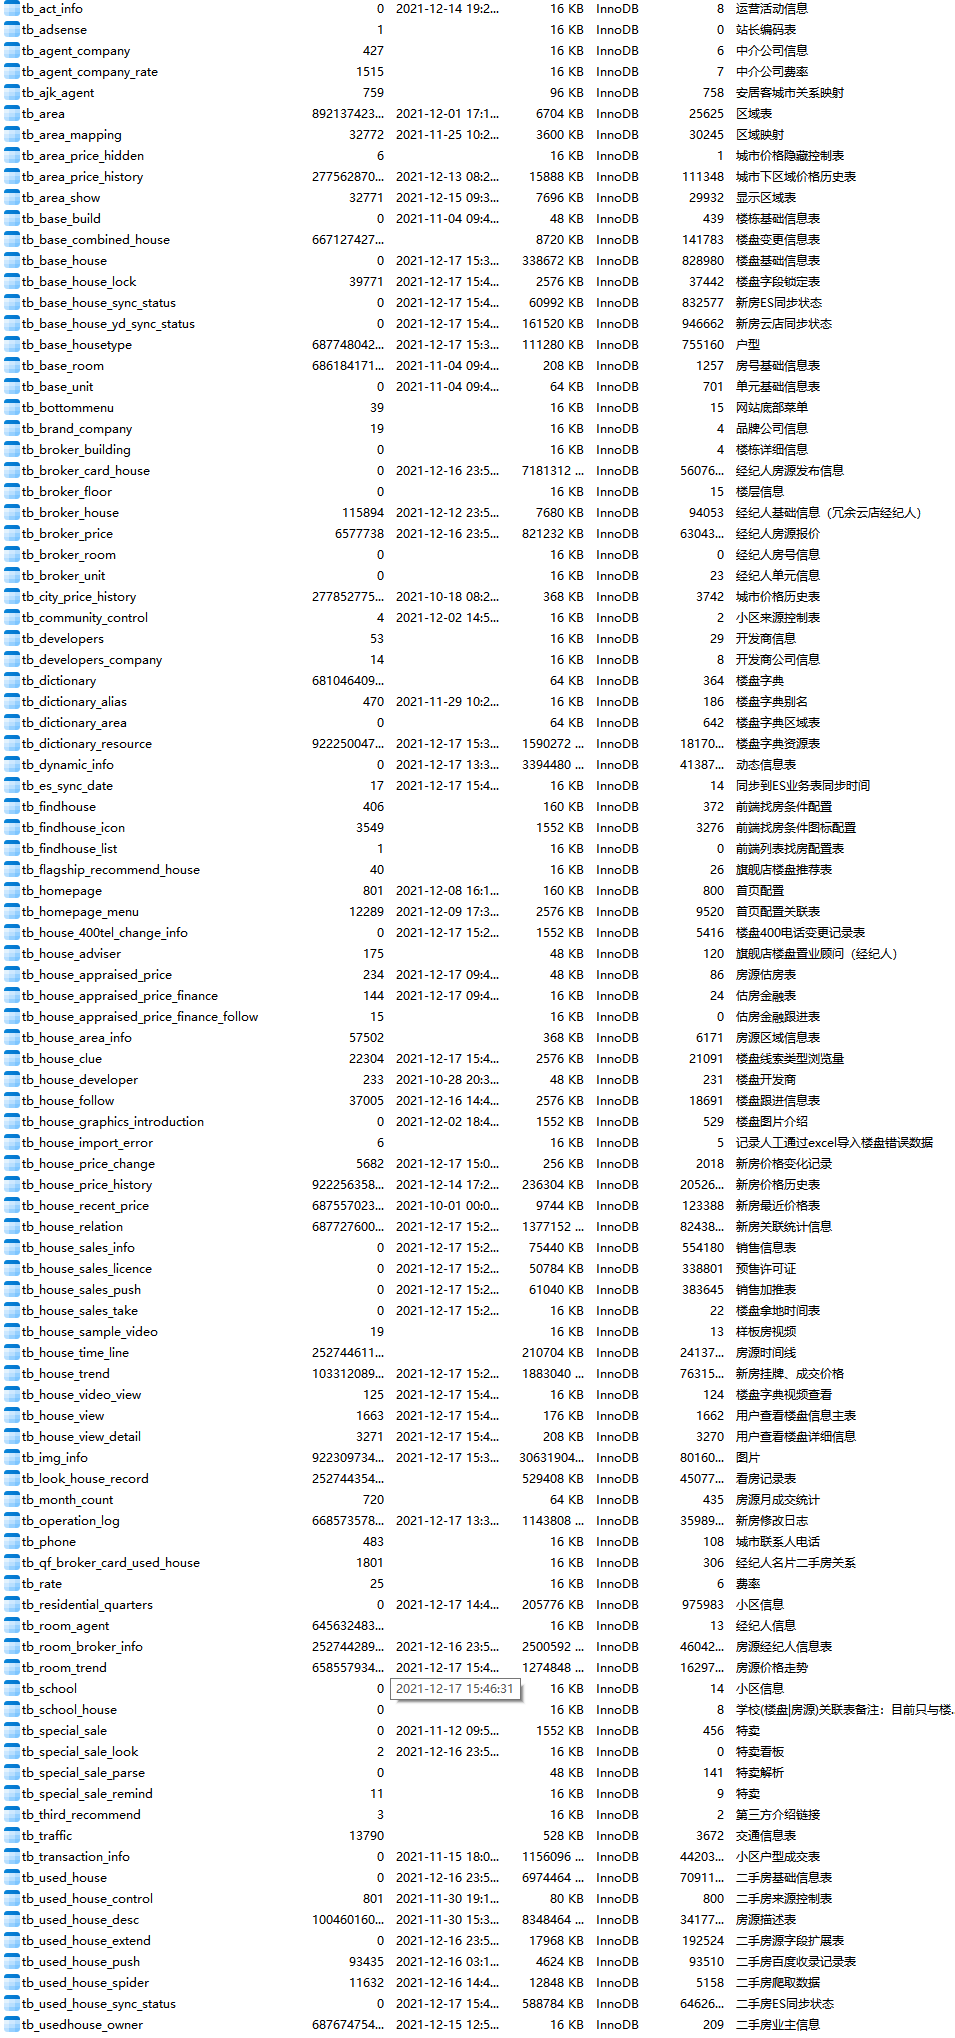 tb_act_info 0 2021-12-14 19:2... 16 KB InnoDB 8 运营活动信息
tb_adsense 1 16 KB InnoDB 0 站长编码表
tb_agent_company 427 16 KB InnoDB 6 中介公司信息
tb_agent_company_rate 1515 16 KB InnoDB 7 中介公司费率
tb_ajk_agent 759 96 KB InnoDB 758 安居客城市关系映射
tb_area 892137423... 2021-12-01 17:1... 6704 KB InnoDB 25625 区域表
tb_area_mapping 32772 2021-11-25 10:2... 3600 KB InnoDB 30245 区域映射
tb_area_price_hidden 6 16 KB InnoDB 1 城市价格隐藏控制表
tb_area_price_history 277562870... 2021-12-13 08:2... 15888 KB InnoDB 111348 城市下区域价格历史表
tb_area_show 32771 2021-12-15 09:3... 7696 KB InnoDB 29932 显示区域表
tb_base_build 0 2021-11-04 09:4... 48 KB InnoDB 439 楼栋基础信息表
tb_base_combined_house 667127427... 8720 KB InnoDB 141783 楼盘变更信息表
tb_base_house 0 2021-12-17 15:3... 338672 KB InnoDB 828980 楼盘基础信息表
tb_base_house_lock 39771 2021-12-17 15:4... 2576 KB InnoDB 37442 楼盘字段锁定表
tb_base_house_sync_status 0 2021-12-17 15:4... 60992 KB InnoDB 832577 新房ES同步状态
tb_base_house_yd_sync_status 0 2021-12-17 15:4... 161520 KB InnoDB 946662 新房云店同步状态
tb_base_housetype 687748042... 2021-12-17 15:3... 111280 KB InnoDB 755160 户型
tb_base_room 686184171... 2021-11-04 09:4... 208 KB InnoDB 1257 房号基础信息表
tb_base_unit 0 2021-11-04 09:4... 64 KB InnoDB 701 单元基础信息表
tb_bottommenu 39 16 KB InnoDB 15 网站底部菜单
tb_brand_company 19 16 KB InnoDB 4 品牌公司信息
tb_broker_building 0 16 KB InnoDB 4 楼栋详细信息
tb_broker_card_house 0 2021-12-16 23:5... 7181312 ... InnoDB 56076... 经纪人房源发布信息
tb_broker_floor 0 16 KB InnoDB 15 楼层信息
tb_broker_house 115894 2021-12-12 23:5... 7680 KB InnoDB 94053 经纪人基础信息（冗余云店经纪人）
tb_broker_price 6577738 2021-12-16 23:5... 821232 KB InnoDB 63043... 经纪人房源报价
tb_broker_room 0 16 KB InnoDB 0 经纪人房号信息
tb_broker_unit 0 16 KB InnoDB 23 经纪人单元信息
tb_city_price_history 277852775... 2021-10-18 08:2... 368 KB InnoDB 3742 城市价格历史表
tb_community_control 4 2021-12-02 14:5... 16 KB InnoDB 2 小区来源控制表
tb_developers 53 16 KB InnoDB 29 开发商信息
tb_developers_company 14 16 KB InnoDB 8 开发商公司信息
tb_dictionary 681046409... 64 KB InnoDB 364 楼盘字典
tb_dictionary_alias 470 2021-11-29 10:2... 16 KB InnoDB 186 楼盘字典别名
tb_dictionary_area 0 64 KB InnoDB 642 楼盘字典区域表
tb_dictionary_resource 922250047... 2021-12-17 15:3... 1590272 ... InnoDB 18170... 楼盘字典资源表
tb_dynamic_info 0 2021-12-17 13:3... 3394480 ... InnoDB 41387... 动态信息表
tb_es_sync_date 17 2021-12-17 15:4... 16 KB InnoDB 14 同步到ES业务表同步时间
tb_findhouse 406 160 KB InnoDB 372 前端找房条件配置
tb_findhouse_icon 3549 1552 KB InnoDB 3276 前端找房条件图标配置
tb_findhouse_list 1 16 KB InnoDB 0 前端列表找房配置表
tb_flagship_recommend_house 40 16 KB InnoDB 26 旗舰店楼盘推荐表
tb_homepage 801 2021-12-08 16:1... 160 KB InnoDB 800 首页配置
tb_homepage_menu 12289 2021-12-09 17:3... 2576 KB InnoDB 9520 首页配置关联表
tb_house_400tel_change_info 0 2021-12-17 15:2... 1552 KB InnoDB 5416 楼盘400电话变更记录表
tb_house_adviser 175 48 KB InnoDB 120 旗舰店楼盘置业顾问（经纪人）
tb_house_appraised_price 234 2021-12-17 09:4... 48 KB InnoDB 86 房源估房表
tb_house_appraised_price_finance 144 2021-12-17 09:4... 16 KB InnoDB 24 估房金融表
tb_house_appraised_price_finance_follow 15 16 KB InnoDB 0 估房金融跟进表
tb_house_area_info 57502 368 KB InnoDB 6171 房源区域信息表
tb_house_clue 22304 2021-12-17 15:4... 2576 KB InnoDB 21091 楼盘线索类型浏览量
tb_house_developer 233 2021-10-28 20:3... 48 KB InnoDB 231 楼盘开发商
tb_house_follow 37005 2021-12-16 14:4... 2576 KB InnoDB 18691 楼盘跟进信息表
tb_house_graphics_introduction 0 2021-12-02 18:4... 1552 KB InnoDB 529 楼盘图片介绍
tb_house_import_error 6 16 KB InnoDB 5 记录人工通过excel导入楼盘错误数据
tb_house_price_change 5682 2021-12-17 15:0... 256 KB InnoDB 2018 新房价格变化记录
tb_house_price_history 922256358... 2021-12-14 17:2... 236304 KB InnoDB 20526... 新房价格历史表
tb_house_recent_price 687557023... 2021-10-01 00:0... 9744 KB InnoDB 123388 新房最近价格表
tb_house_relation 687727600... 2021-12-17 15:2... 1377152 ... InnoDB 82438... 新房关联统计信息
tb_house_sales_info 0 2021-12-17 15:2... 75440 KB InnoDB 554180 销售信息表
tb_house_sales_licence 0 2021-12-17 15:2... 50784 KB InnoDB 338801 预售许可证
tb_house_sales_push 0 2021-12-17 15:2... 61040 KB InnoDB 383645 销售加推表
tb_house_sales_take 0 2021-12-17 15:2... 16 KB InnoDB 22 楼盘拿地时间表
tb_house_sample_video 19 16 KB InnoDB 13 样板房视频
tb_house_time_line 252744611... 210704 KB InnoDB 24137... 房源时间线
tb_house_trend 103312089... 2021-12-17 15:2... 1883040 ... InnoDB 76315... 新房挂牌、成交价格
tb_house_video_view 125 2021-12-17 15:4... 16 KB InnoDB 124 楼盘字典视频查看
tb_house_view 1663 2021-12-17 15:4... 176 KB InnoDB 1662 用户查看楼盘信息主表
tb_house_view_detail 3271 2021-12-17 15:4... 208 KB InnoDB 3270 用户查看楼盘详细信息
tb_img_info 922309734... 2021-12-17 15:3... 30631904... InnoDB 80160... 图片
tb_look_house_record 252744354... 529408 KB InnoDB 45077... 看房记录表
tb_month_count 720 64 KB InnoDB 435 房源月成交统计
tb_operation_log 668573578... 2021-12-17 13:3... 1143808 ... InnoDB 35989... 新房修改日志
tb_phone 483 16 KB InnoDB 108 城市联系人电话
tb_qf_broker_card_used_house 1801 16 KB InnoDB 306 经纪人名片二手房关系
tb_rate 25 16 KB InnoDB 6 费率
tb_residential_quarters 0 2021-12-17 14:4... 205776 KB InnoDB 975983 小区信息
tb_room_agent 645632483... 16 KB InnoDB 13 经纪人信息
tb_room_broker_info 252744289... 2021-12-16 23:5... 2500592 ... InnoDB 46042... 房源经纪人信息表
tb_room_trend 658557934... 2021-12-17 15:4... 1274848 ... InnoDB 16297... 房源价格走势
tb_school 0 2021-12-17 15:46:31 16 KB InnoDB 14 小区信息
tb_school_house 0 16 KB InnoDB 8 学校(楼盘|房源)关联表备注：目前只与楼..
tb_special_sale 0 2021-11-12 09:5... 1552 KB InnoDB 456 特卖
tb_special_sale_look 2 2021-12-16 23:5... 16 KB InnoDB 0 特卖看板
tb_special_sale_parse 0 48 KB InnoDB 141 特卖解析
tb_special_sale_remind 11 16 KB InnoDB 9 特卖
tb_third_recommend 3 16 KB InnoDB 2 第三方介绍链接
tb_traffic 13790 528 KB InnoDB 3672 交通信息表
tb_transaction_info 0 2021-11-15 18:0... 1156096 ... InnoDB 44203... 小区户型成交表
tb_used_house 0 2021-12-16 23:5... 6974464 ... InnoDB 70911... 二手房基础信息表
tb_used_house_control 801 2021-11-30 19:1... 80 KB InnoDB 800 二手房来源控制表
tb_used_house_desc 100460160... 2021-11-30 15:3... 8348464 ... InnoDB 34177... 房源描述表
tb_used_house_extend 0 2021-12-16 23:5... 17968 KB InnoDB 192524 二手房源字段扩展表
tb_used_house_push 93435 2021-12-16 03:1... 4624 KB InnoDB 93510 二手房百度收录记录表
tb_used_house_spider 11632 2021-12-16 14:4... 12848 KB InnoDB 5158 二手房爬取数据
tb_used_house_sync_status 0 2021-12-17 15:4... 588784 KB InnoDB 64626... 二手房ES同步状态
tb_usedhouse_owner 687674754... 2021-12-15 12:5... 16 KB InnoDB 209 二手房业主信息